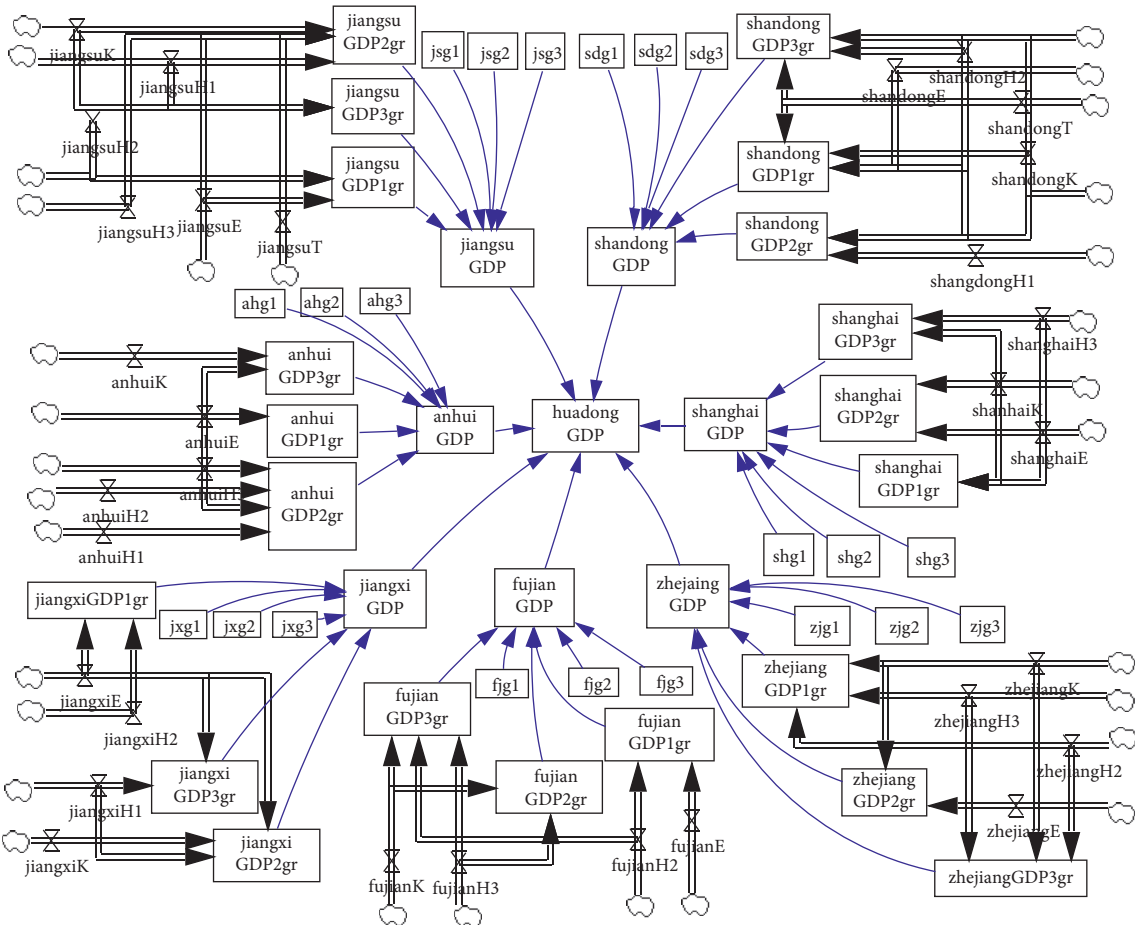 jiangsu
GDP2gr
jsg1
jsg2
jsg3
sdg1
sdg2
sdg3
shandong
GDP3gr
jiangsuK
jiangsuH1
shandongH2
shandongE
jiangsu
GDP3gr
shandongT
jiangsuH2
jiangsu
GDP1gr
shandong
GDP1gr
shandongK
jiangsuH3
jiangsuE
jiangsuT
jiangsu
GDP
shandong
GDP
shandong
GDP2gr
shangdongH1
ahg1
ahg2
ahg3
shanghai
GDP3gr
shanghaiH3
anhuiK
anhui
GDP3gr
anhui
GDP1gr
anhuiE
anhui
GDP
huadong
GDP
shanghai
GDP
shanghai
GDP2gr
shanhaiK
shanghaiE
shanghai
GDP1gr
anhuiH3
anhuiH2
anhuiH1
anhui
GDP2gr
shg1
shg2
shg3
jiangxiGDP1gr
jxg1
jxg2
jxg3
jiangxi
GDP
fujian
GDP
zhejaing
GDP
zjg1
zjg2
zjg3
fjg1
fjg2
fjg3
zhejiang
GDP1gr
zhejiangK
jiangxiE
jiangxiH2
fujian
GDP3gr
fujian
GDP1gr
zhejiangH3
zhejiangH2
jiangxi
GDP3gr
jiangxiH1
fujian
GDP2gr
zhejiang
GDP2gr
zhejiangE
jiangxiK
jiangxi
GDP2gr
fujianK
fujianH3
fujianH2
fujianE
zhejiangGDP3gr